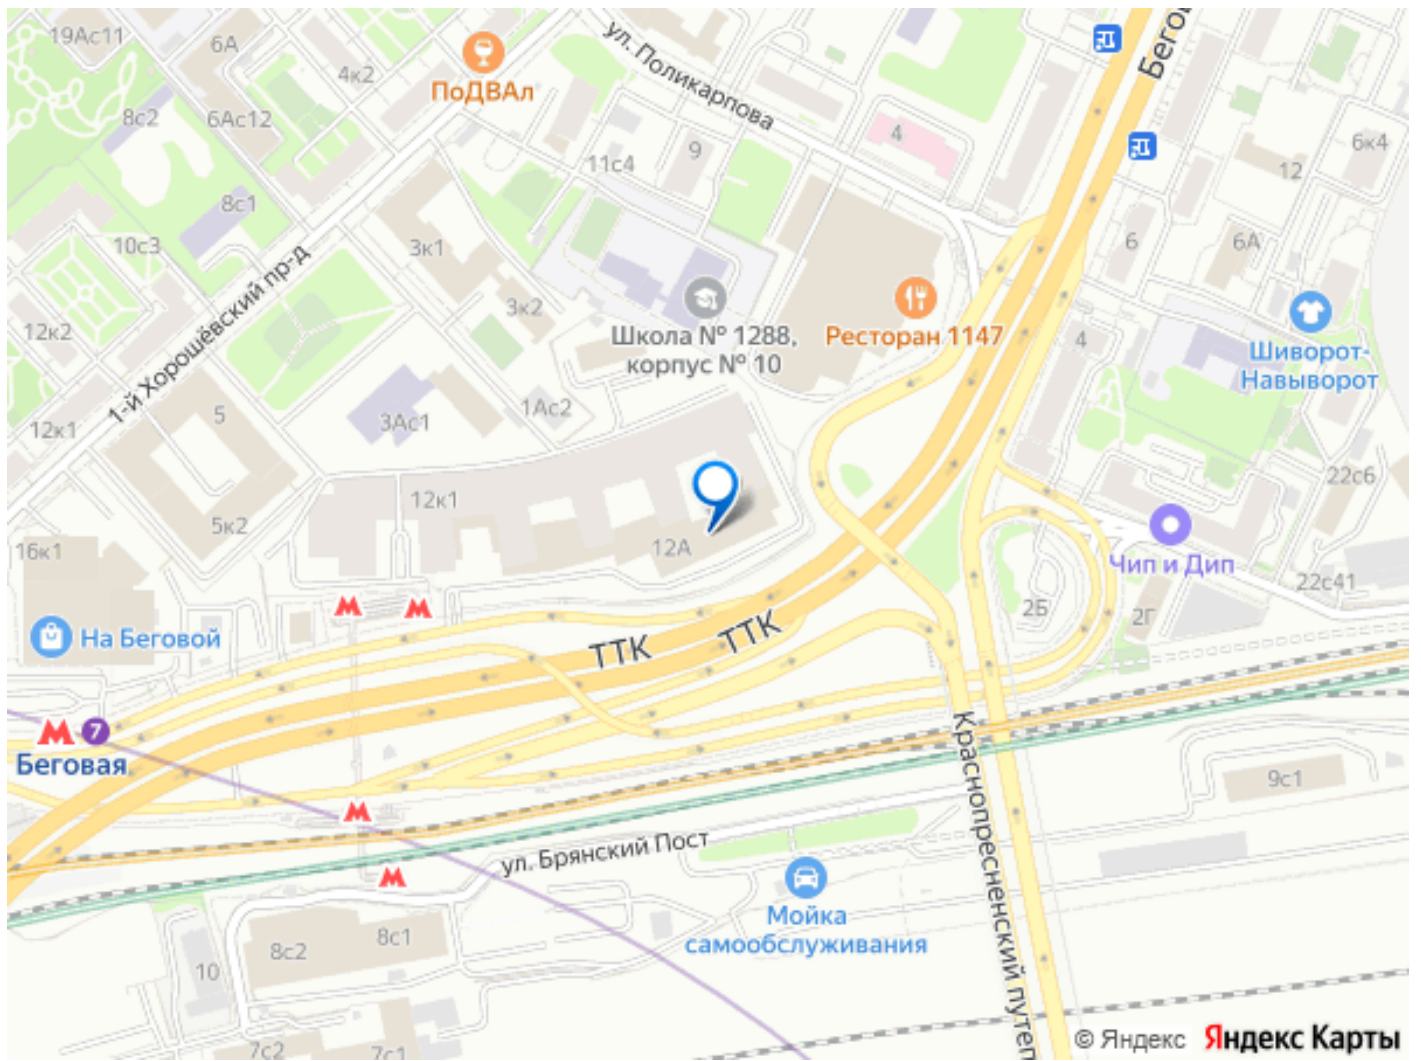 19Ас11
6А
4к2
ПоДВАл
ул. Поликарпова
Бегов
8с2
6Ас12
11с4
9
4
12
6к4
8с1
10с3
3к1
6
6А
1-й Хорошёвский пр-д
3к2
12к2
Школа № 1288,
корпус № 10
Ресторан 1147
4
Шиворот-
Навыворот
12к1
5
3Ас1
1Ас2
22с6
12к1
5к2
16к1
12А
Чип и Дип
22с41
2Б
2Г
На Беговой
ТТК
ТТК
7
Беговая
Краснопресненский путеп
9с1
ул. Брянский Пост
Мойка
самообслуживания
8с2
8с1
10
7с2
7с1
© Яндекс Яндекс Карты